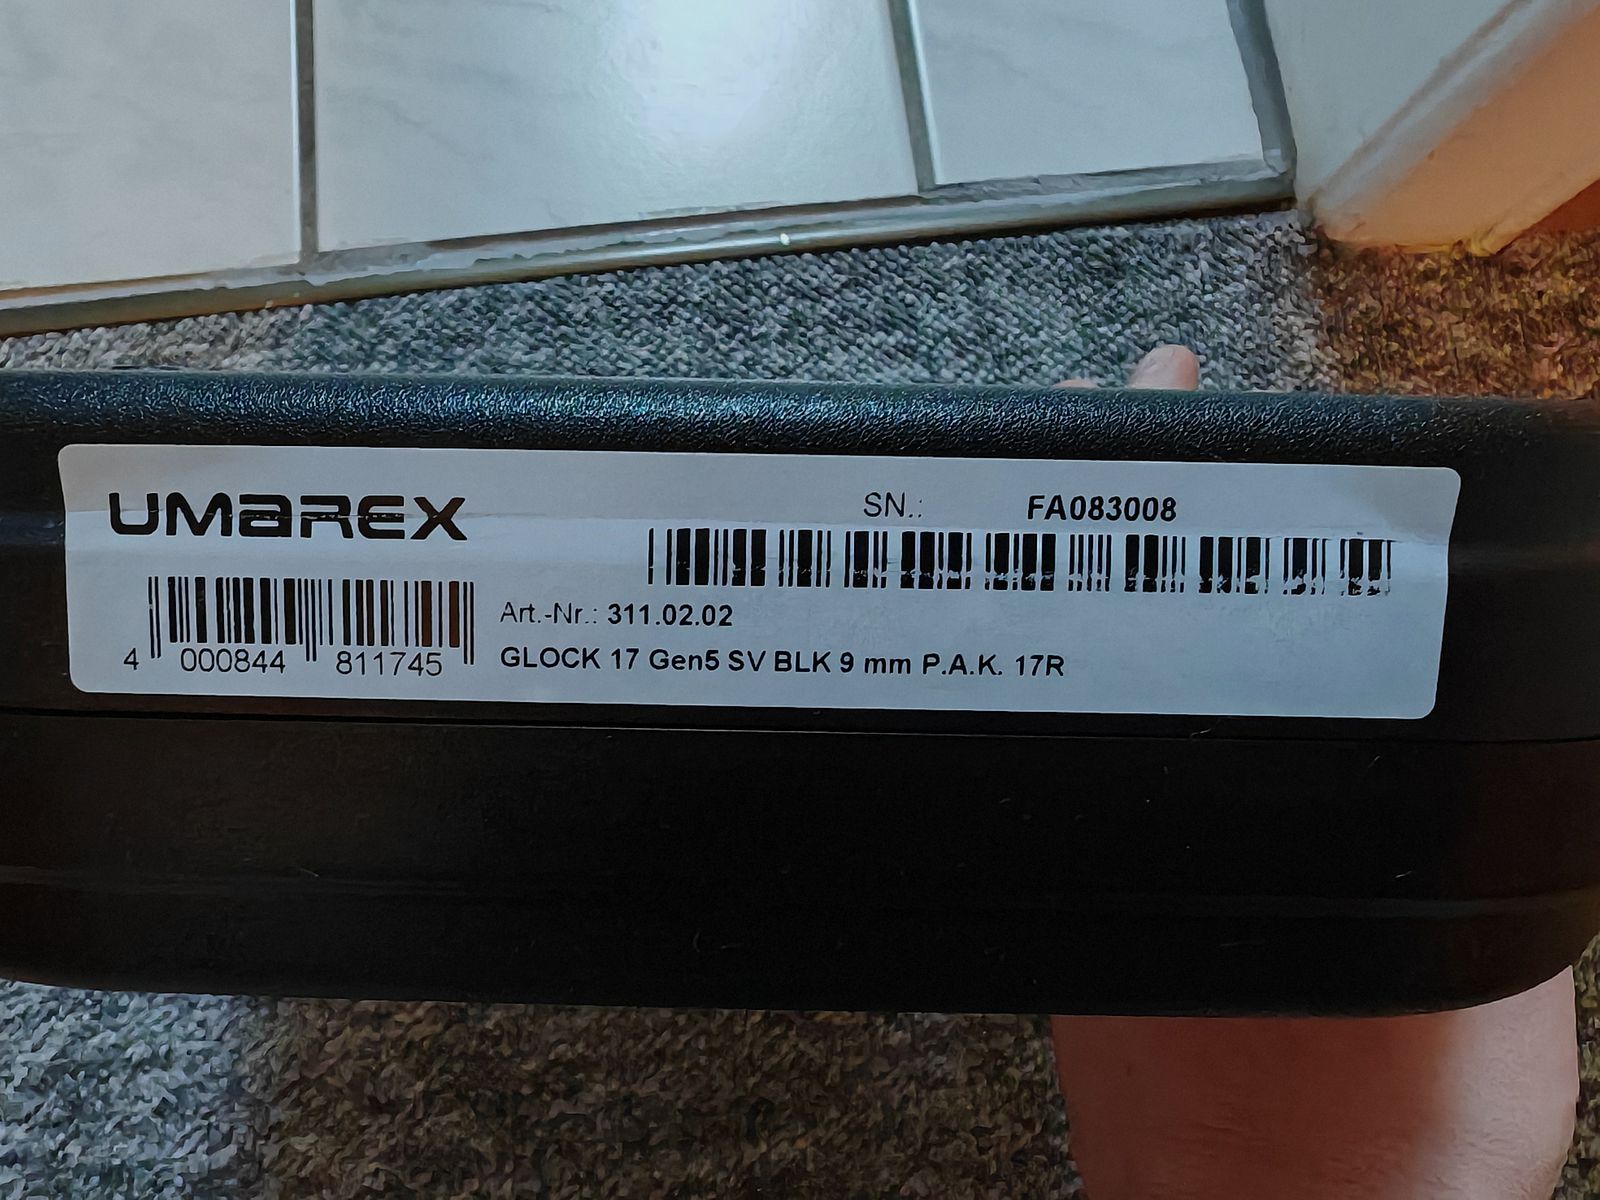 UMAREX
SN.: FA083008
4 000844 811745
Art.-Nr.: 311.02.02
GLOCK 17 Gen5 SV BLK 9 mm P.A.K. 17R